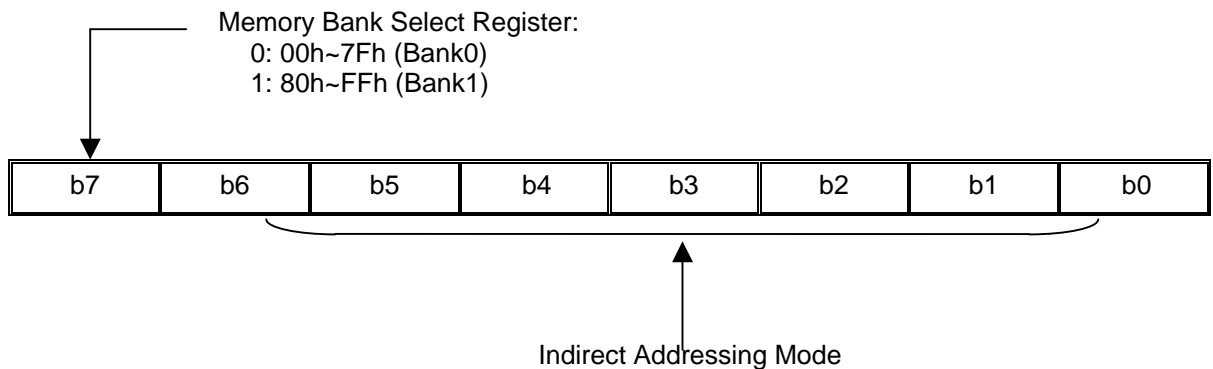 Memory Bank Select Register:
0: 00h~7Fh (Bank0)
1: 80h~FFh (Bank1)
b7 b6 b5 b4 b3 b2 b1 b0
Indirect Addressing Mode